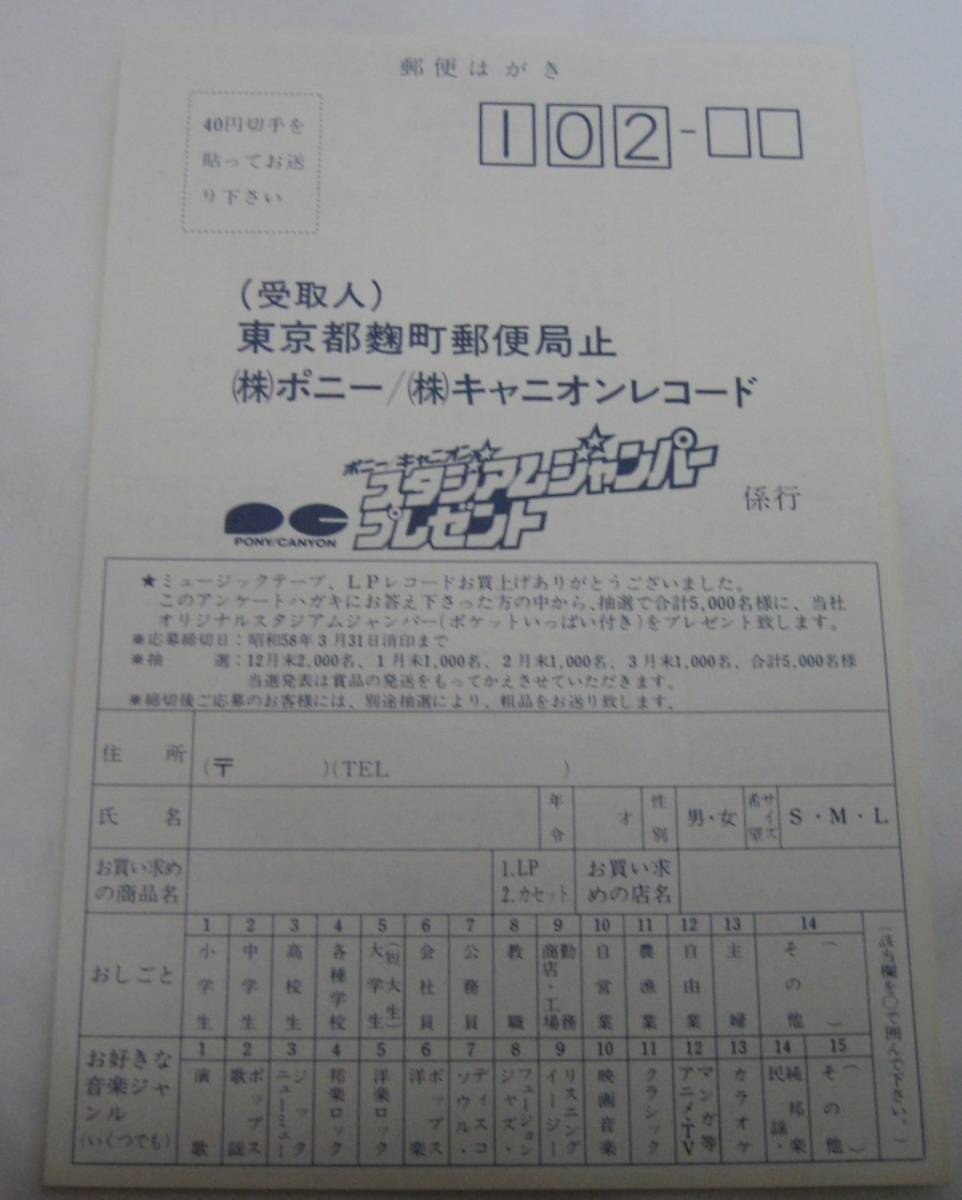 郵便はがき
40円切手を
貼ってお送
り下さい
102-□□
(受取人)
東京都麴町郵便局止
㈱ポニー/㈱キャニオンレコード
ポニーキャニオン
スタジアムジャンパー
プレゼント
係行
PONY/CANYON
★ミュージックテープ、LPレコードお買上げありがとうございました。
このアンケートハガキにお答え下さった方の中から、抽選で合計5,000名様に、当社
オリジナルスタジアムジャンパー(ポケットいっぱい付き)をプレゼント致します。
※応募締切日:昭和58年3月31日消印まで
※抽　選:12月末2,000名、1月末1,000名、2月末1,000名、3月末1,000名、合計5,000名様
当選発表は賞品の発送をもってかえさせていただきます。
※締切後ご応募のお客様には、別途抽選により、粗品をお送り致します。
住所
(〒　　)(TEL　　)
氏名
年令
才
性別
男・女
希望サイズ
S・M・L
お買い求め
の商品名
1.LP
2.カセット
お買い求
めの店名
おしごと
1 小学生
2 中学生
3 高校生
4 各種学校
5 大学生(短大生)
6 会社員
7 公務員
8 教職
9 商店・工場勤務
10 自営業
11 農漁業
12 自由業
13 主婦
14 その他(　)
お好きな
音楽ジャ
ンル
(いくつでも)
1 演歌
2 歌謡ポップス
3 ニューミュージック
4 邦楽ロック
5 洋楽ロック
6 洋楽ポップス
7 ソウル・ディスコ
8 ジャズ・フュージョン
9 イージーリスニング
10 映画音楽
11 クラシック
12 アニメ・TVマンガ等
13 カラオケ
14 民謡・純邦楽
15 その他(　)
(該当欄を○で囲んで下さい。)